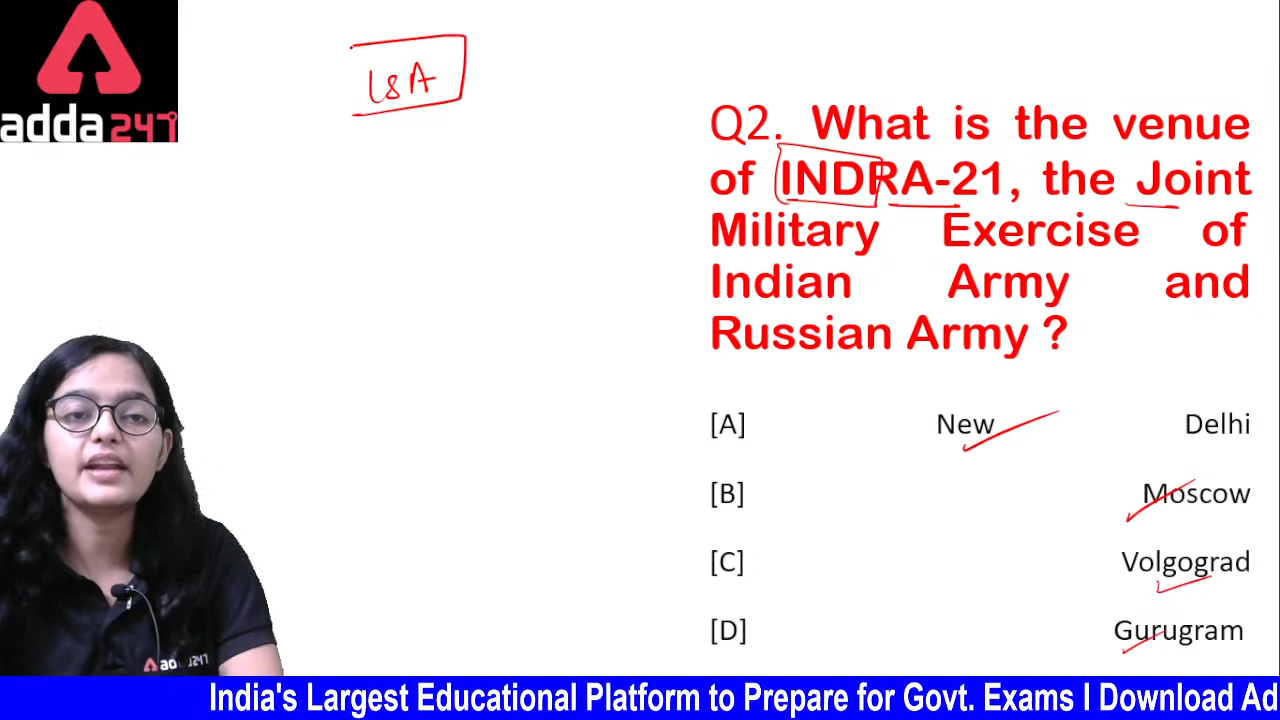 adda247
Q2. What is the venue
of INDRA-21, the Joint
Military Exercise of
Indian Army and
Russian Army ?
[A] New Delhi
[B] Moscow
[C] Volgograd
[D] Gurugram
adda247
India's Largest Educational Platform to Prepare for Govt. Exams I Download Ad